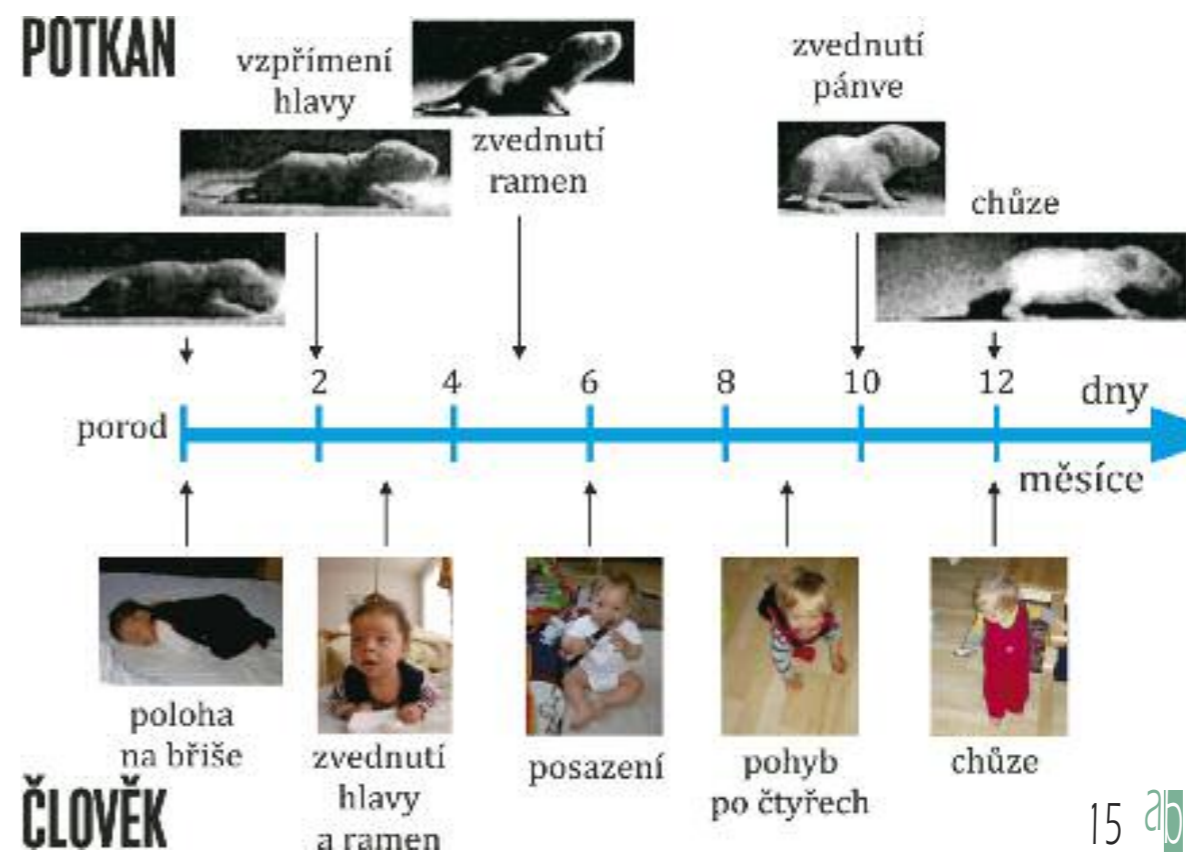 POTKAN
vzpřímení
hlavy
zvednutí
ramen
zvednutí
pánve
chůze
2 4 6 8 10 12 dny
porod
měsíce
poloha
na břiše
zvednutí
hlavy
a ramen
posazení
pohyb
po čtyřech
chůze
ČLOVĚK
15 ab